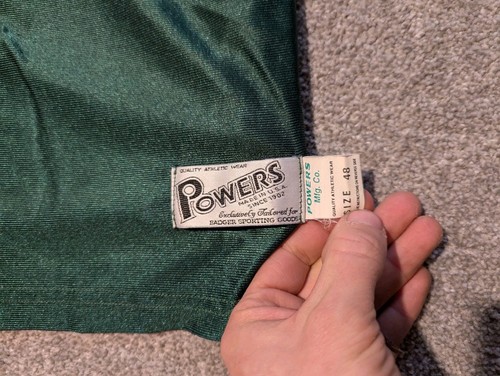 QUALITY ATHLETIC WEAR
POWERS
MADE IN U.S.A.
SINCE 1902
Exclusively Tailored for
BADGER SPORTING GOODS
POWERS
Mfg. Co.
QUALITY ATHLETIC WEAR
SIZE 48